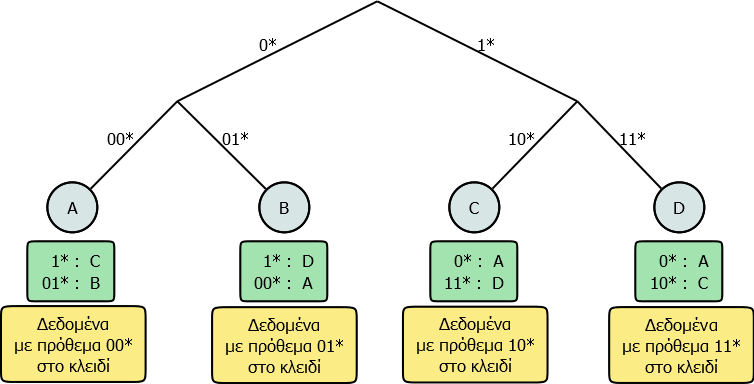 0*
1*
00*
01*
10*
11*
A
B
C
D
1* : C
01* : B
1* : D
00* : A
0* : A
11* : D
0* : A
10* : C
Δεδομένα
με πρόθεμα 00*
στο κλειδί
Δεδομένα
με πρόθεμα 01*
στο κλειδί
Δεδομένα
με πρόθεμα 10*
στο κλειδί
Δεδομένα
με πρόθεμα 11*
στο κλειδί